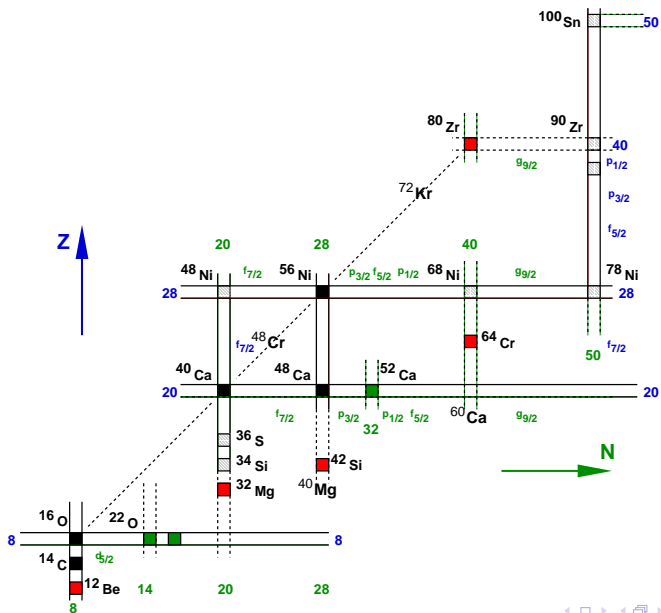 100Sn 50
80Zr 90Zr 40
g9/2 p1/2
72Kr p3/2
f5/2
Z 20 28 40
48Ni f7/2 56Ni p3/2 f5/2 p1/2 68Ni g9/2 78Ni
28 28
f7/2 48Cr 64Cr 50 f7/2
40Ca 48Ca 52Ca
20 20
f7/2 p3/2 32 p1/2 f5/2 60Ca g9/2
36S
34Si 42Si N
32Mg 40Mg
16O 22O
8 8
14C d5/2
12Be 14 20 28
8